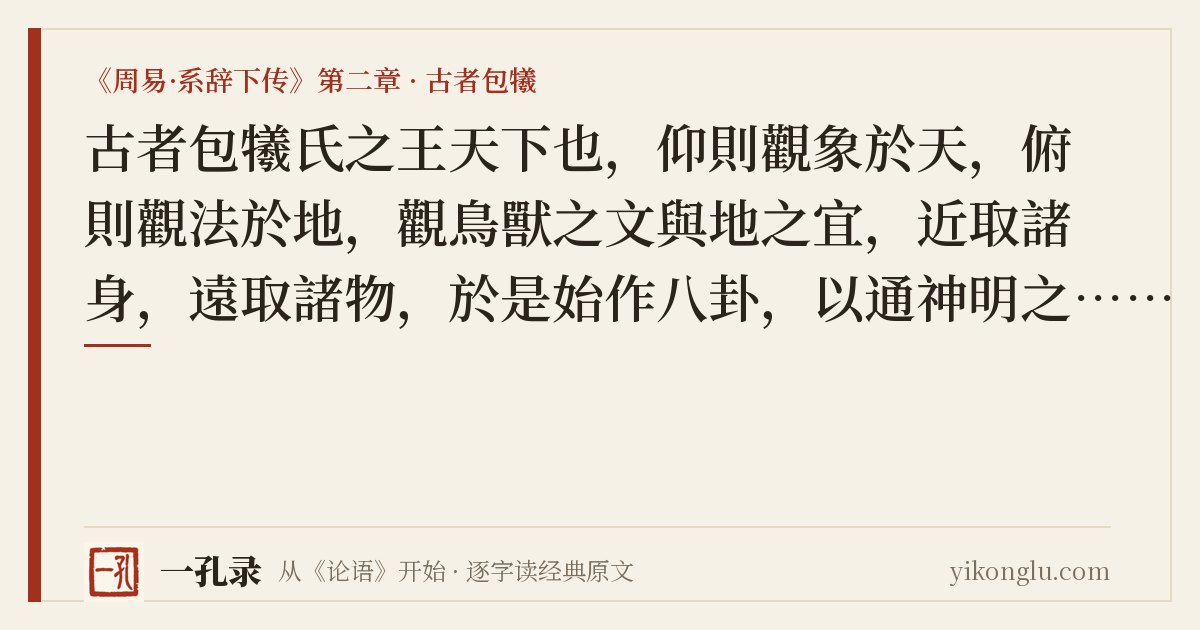 《周易·系辞下传》第二章 · 古者包犠
古者包犠氏之王天下也，仰則觀象於天，俯
則觀法於地，觀鳥獸之文與地之宜，近取諸
身，遠取諸物，於是始作八卦，以通神明之……
一孔
一孔录 从《论语》开始 · 逐字读经典原文 yikonglu.com